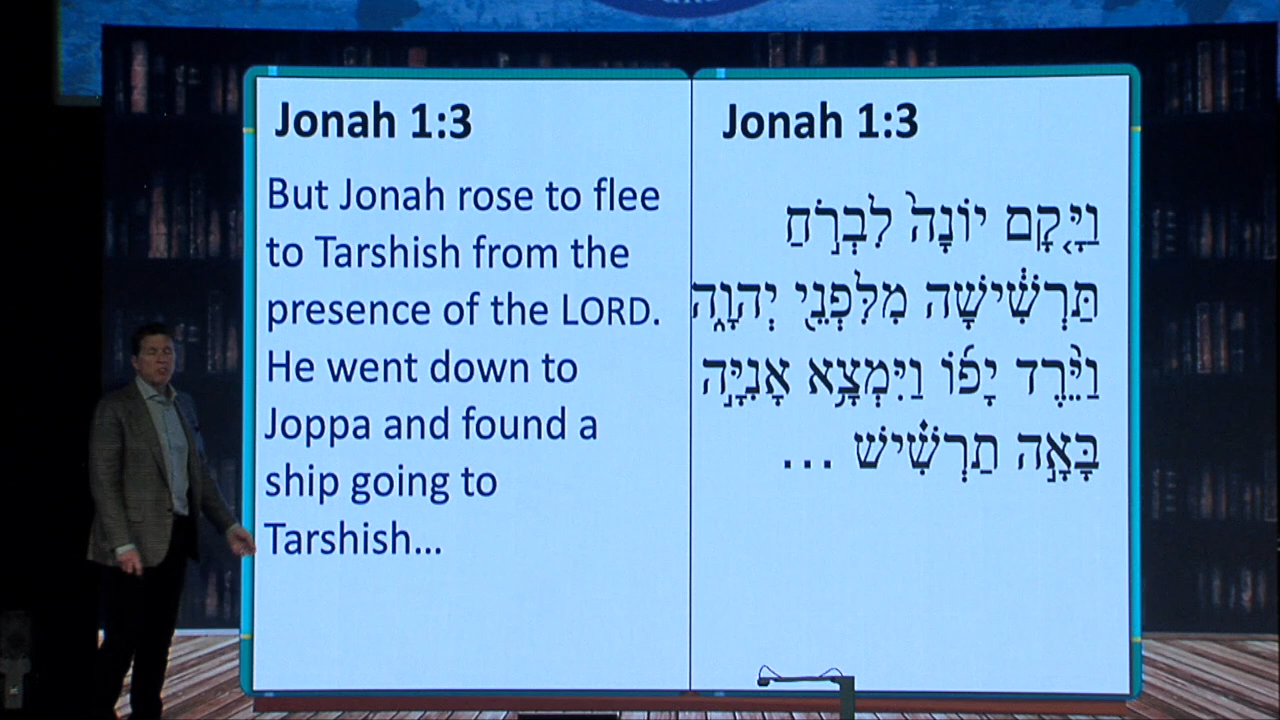 Jonah 1:3
But Jonah rose to flee
to Tarshish from the
presence of the LORD.
He went down to
Joppa and found a
ship going to
Tarshish...
Jonah 1:3
וַיָּ֤קָם יוֹנָה֙ לִבְרֹ֣חַ
תַּרְשִׁ֔ישָׁה מִלִּפְנֵ֖י יְהוָ֑ה
וַיֵּ֨רֶד יָפ֜וֹ וַיִּמְצָ֥א אָנִיָּ֣ה
בָּאָ֣ה תַרְשִׁ֗ישׁ ...